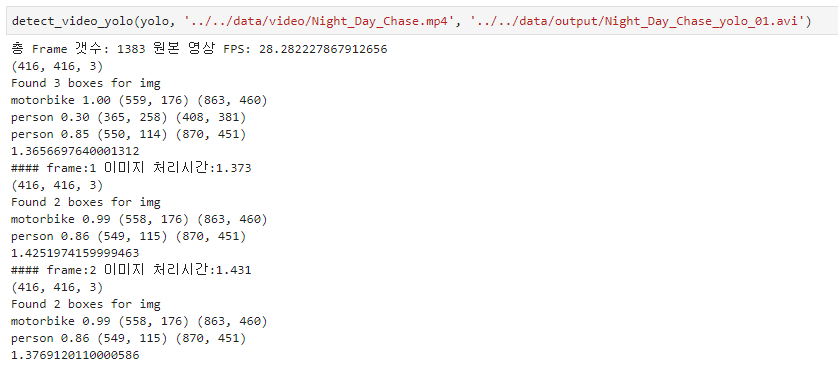 detect_video_yolo(yolo, '../../data/video/Night_Day_Chase.mp4', '../../data/output/Night_Day_Chase_yolo_01.avi')
총 Frame 갯수: 1383 원본 영상 FPS: 28.282227867912656
(416, 416, 3)
Found 3 boxes for img
motorbike 1.00 (559, 176) (863, 460)
person 0.30 (365, 258) (408, 381)
person 0.85 (550, 114) (870, 451)
1.3656697640001312
#### frame:1 이미지 처리시간:1.373
(416, 416, 3)
Found 2 boxes for img
motorbike 0.99 (558, 176) (863, 460)
person 0.86 (549, 115) (870, 451)
1.4251974159999463
#### frame:2 이미지 처리시간:1.431
(416, 416, 3)
Found 2 boxes for img
motorbike 0.99 (558, 176) (863, 460)
person 0.86 (549, 115) (870, 451)
1.3769120110000586